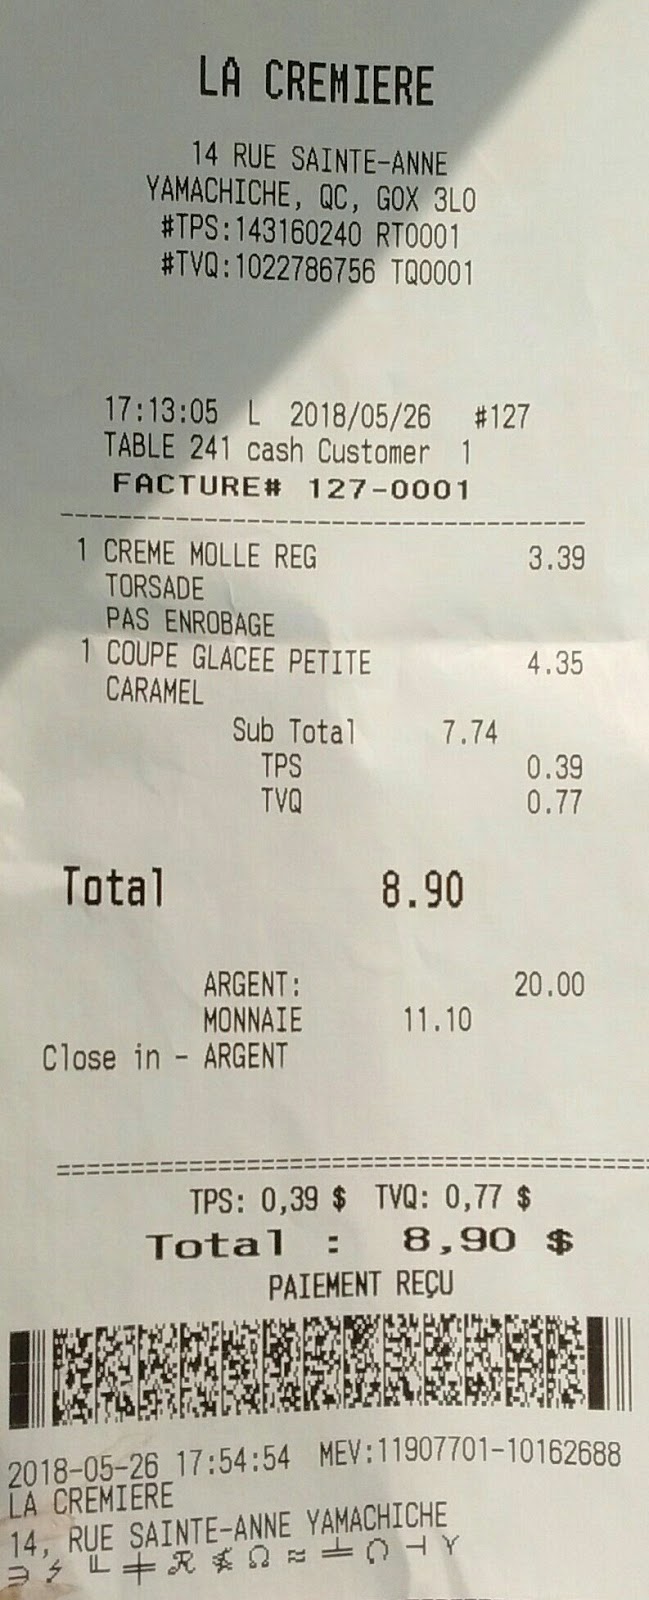 LA CREMIERE
14 RUE SAINTE-ANNE
YAMACHICHE, QC, G0X 3L0
#TPS:143160240 RT0001
#TVQ:1022786756 TQ0001
17:13:05 L 2018/05/26 #127
TABLE 241 cash Customer 1
FACTURE# 127-0001
1 CREME MOLLE REG 3.39
TORSADE
PAS ENROBAGE
1 COUPE GLACEE PETITE 4.35
CARAMEL
Sub Total 7.74
TPS 0.39
TVQ 0.77
Total 8.90
ARGENT: 20.00
MONNAIE 11.10
Close in - ARGENT
TPS: 0,39 $ TVQ: 0,77 $
Total : 8,90 $
PAIEMENT REÇU
2018-05-26 17:54:54 MEV:11907701-10162688
LA CREMIERE
14, RUE SAINTE-ANNE YAMACHICHE